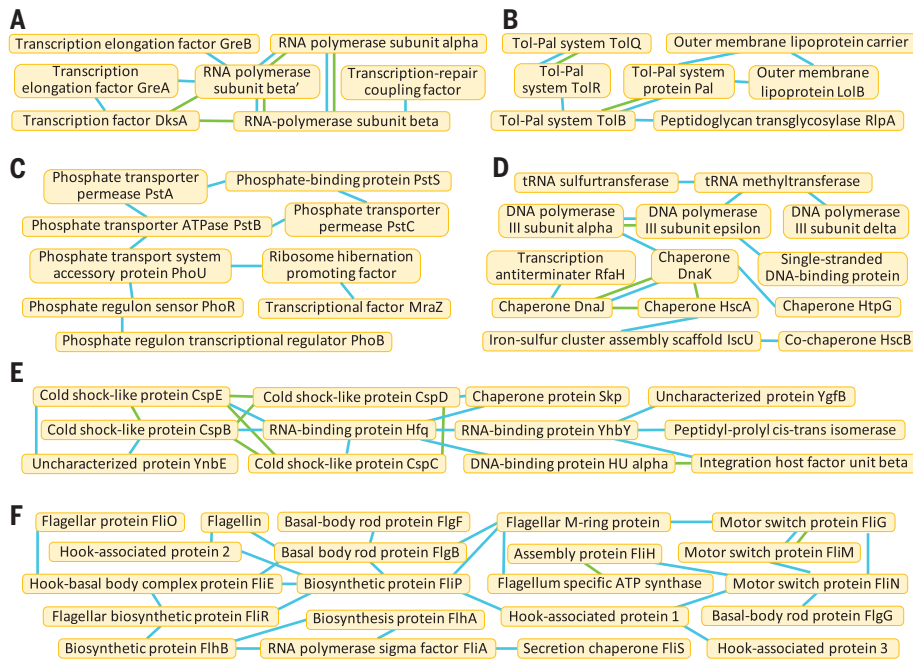 A
Transcription elongation factor GreB
RNA polymerase subunit alpha
Transcription
elongation factor GreA
RNA polymerase
subunit beta’
Transcription-repair
coupling factor
Transcription factor DksA
RNA-polymerase subunit beta
B
Tol-Pal system TolQ
Outer membrane lipoprotein carrier
Tol-Pal
system TolR
Tol-Pal system
protein Pal
Outer membrane
lipoprotein LolB
Tol-Pal system TolB
Peptidoglycan transglycosylase RlpA
C
Phosphate transporter
permease PstA
Phosphate-binding protein PstS
Phosphate transporter ATPase PstB
Phosphate transporter
permease PstC
Phosphate transport system
accessory protein PhoU
Ribosome hibernation
promoting factor
Phosphate regulon sensor PhoR
Transcriptional factor MraZ
Phosphate regulon transcriptional regulator PhoB
D
tRNA sulfurtransferase
tRNA methyltransferase
DNA polymerase
III subunit alpha
DNA polymerase
III subunit epsilon
DNA polymerase
III subunit delta
Transcription
antiterminater RfaH
Chaperone
DnaK
Single-stranded
DNA-binding protein
Chaperone DnaJ
Chaperone HscA
Chaperone HtpG
Iron-sulfur cluster assembly scaffold IscU
Co-chaperone HscB
E
Cold shock-like protein CspE
Cold shock-like protein CspD
Chaperone protein Skp
Uncharacterized protein YgfB
Cold shock-like protein CspB
RNA-binding protein Hfq
RNA-binding protein YhbY
Peptidyl-prolyl cis-trans isomerase
Uncharacterized protein YnbE
Cold shock-like protein CspC
DNA-binding protein HU alpha
Integration host factor unit beta
F
Flagellar protein FliO
Flagellin
Basal-body rod protein FlgF
Flagellar M-ring protein
Motor switch protein FliG
Hook-associated protein 2
Basal body rod protein FlgB
Assembly protein FliH
Motor switch protein FliM
Hook-basal body complex protein FliE
Biosynthetic protein FliP
Flagellum specific ATP synthase
Motor switch protein FliN
Flagellar biosynthetic protein FliR
Biosynthesis protein FlhA
Hook-associated protein 1
Basal-body rod protein FlgG
Biosynthetic protein FlhB
RNA polymerase sigma factor FliA
Secretion chaperone FliS
Hook-associated protein 3